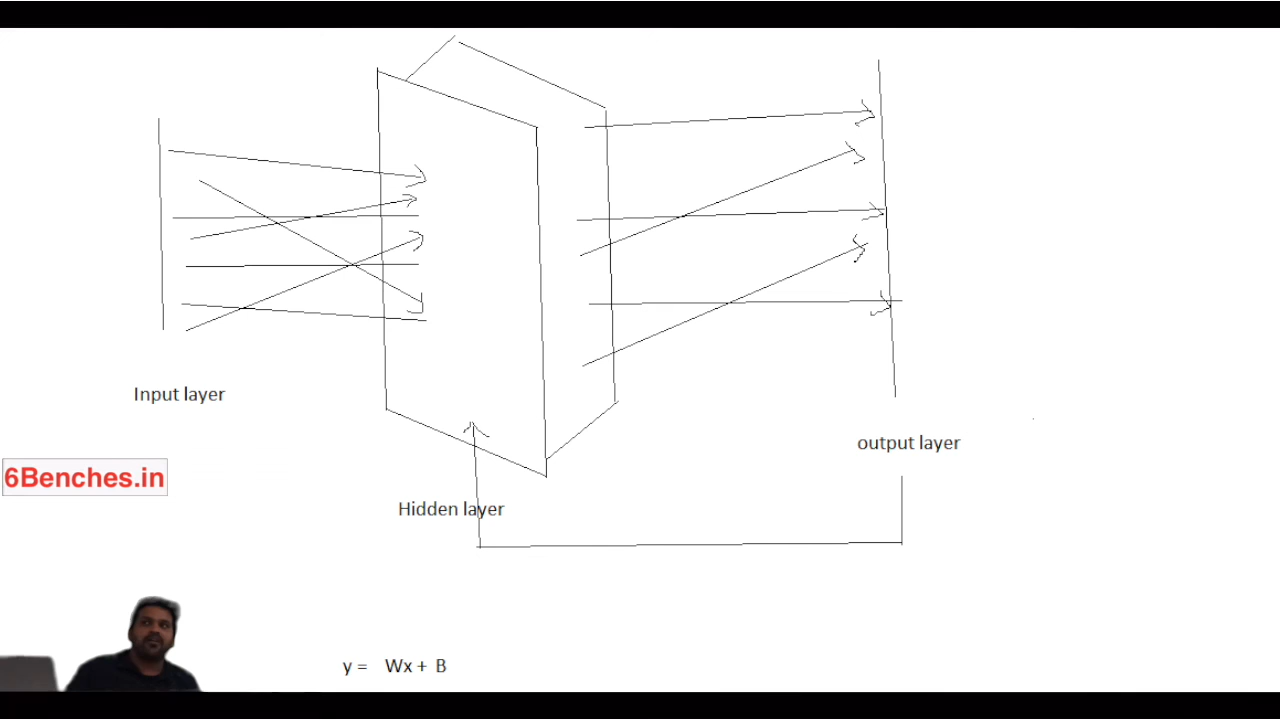 Input layer
output layer
6Benches.in
Hidden layer
y = Wx + B